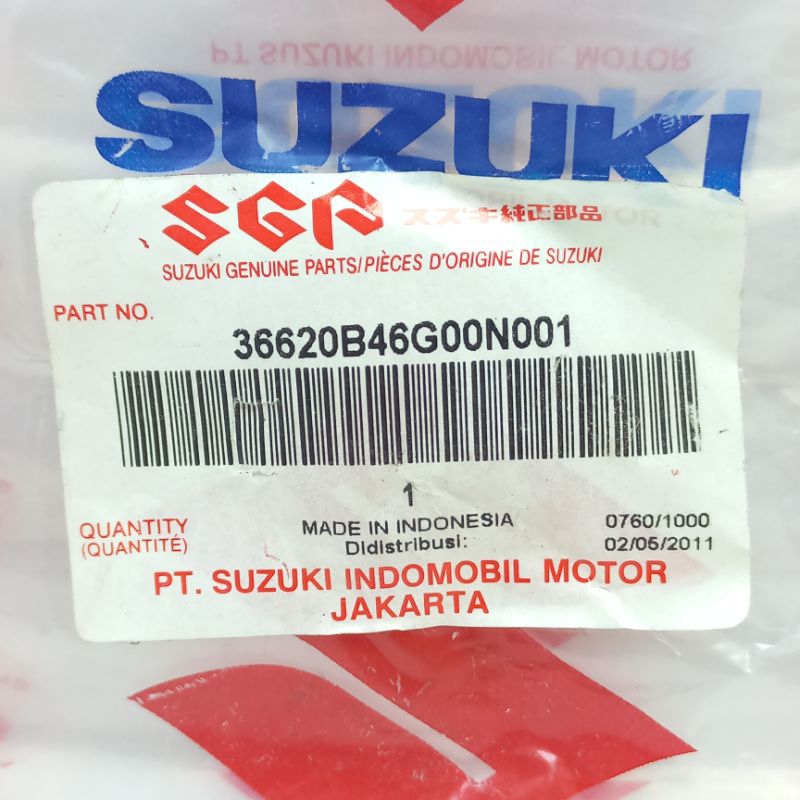 PT SUZUKI INDOMOBIL MOTOR
SUZUKI
SGP スズキ純正部品
SUZUKI GENUINE PARTS/PIÈCES D'ORIGINE DE SUZUKI
PART NO.
36620B46G00N001
1
QUANTITY
(QUANTITÉ)
MADE IN INDONESIA
Didistribusi:
0760/1000
02/05/2011
PT. SUZUKI INDOMOBIL MOTOR
JAKARTA